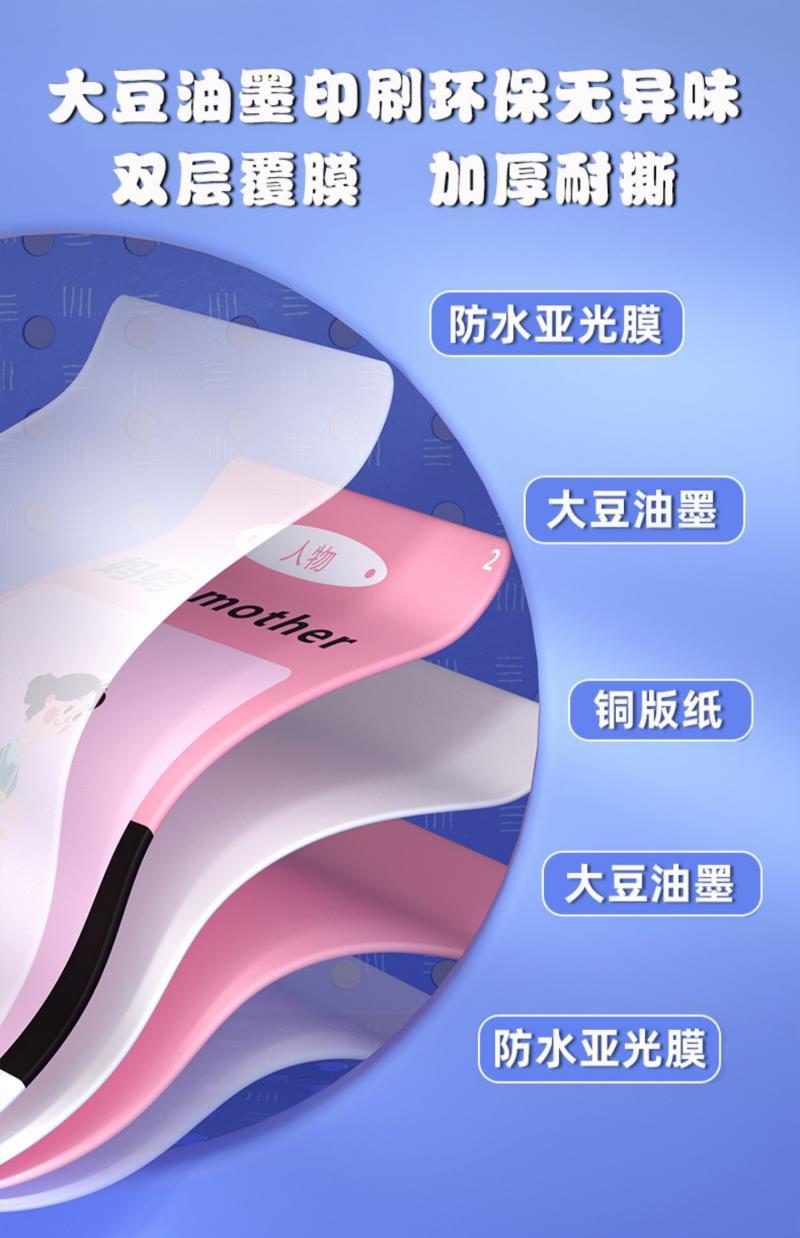 大豆油墨印刷环保无异味
双层覆膜 加厚耐撕
防水亚光膜
大豆油墨
人物
2
妈妈 mother
铜版纸
大豆油墨
防水亚光膜